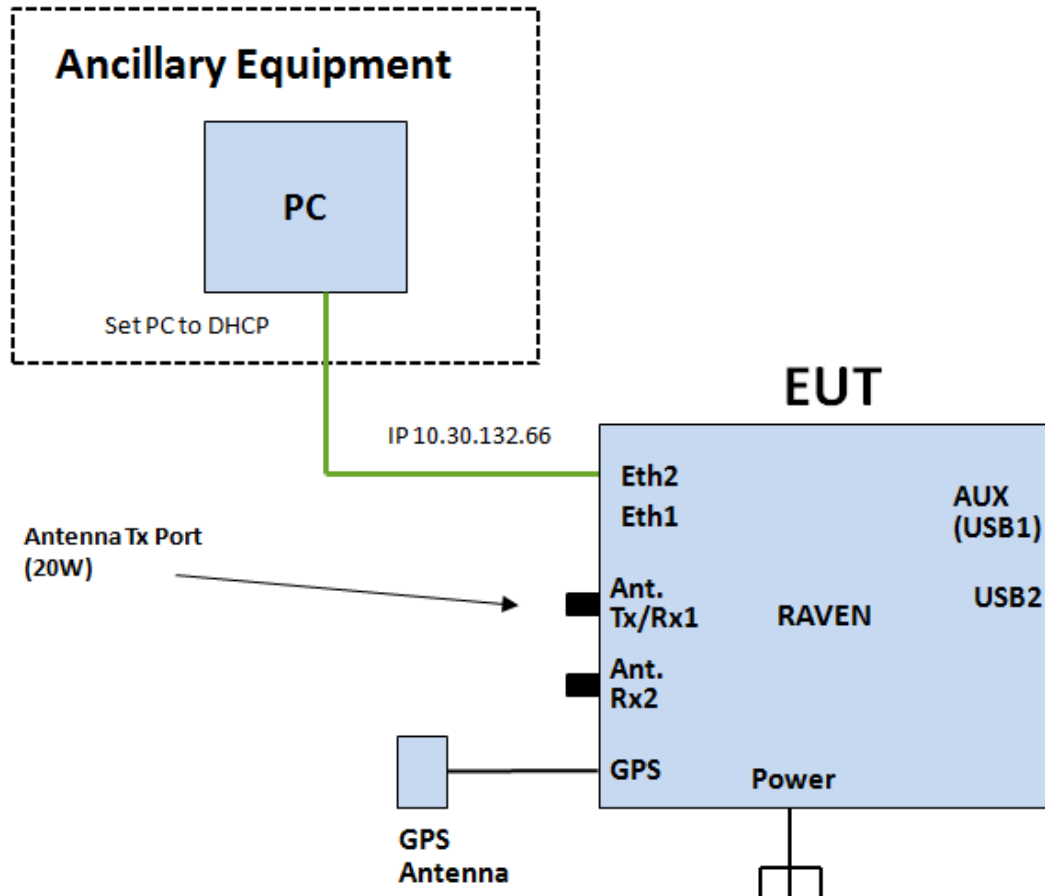 Ancillary Equipment
PC
Set PC to DHCP
IP 10.30.132.66
EUT
Eth2
Eth1
AUX
(USB1)
Antenna Tx Port
(20W)
Ant.
Tx/Rx1
RAVEN
USB2
Ant.
Rx2
GPS
Power
GPS
Antenna